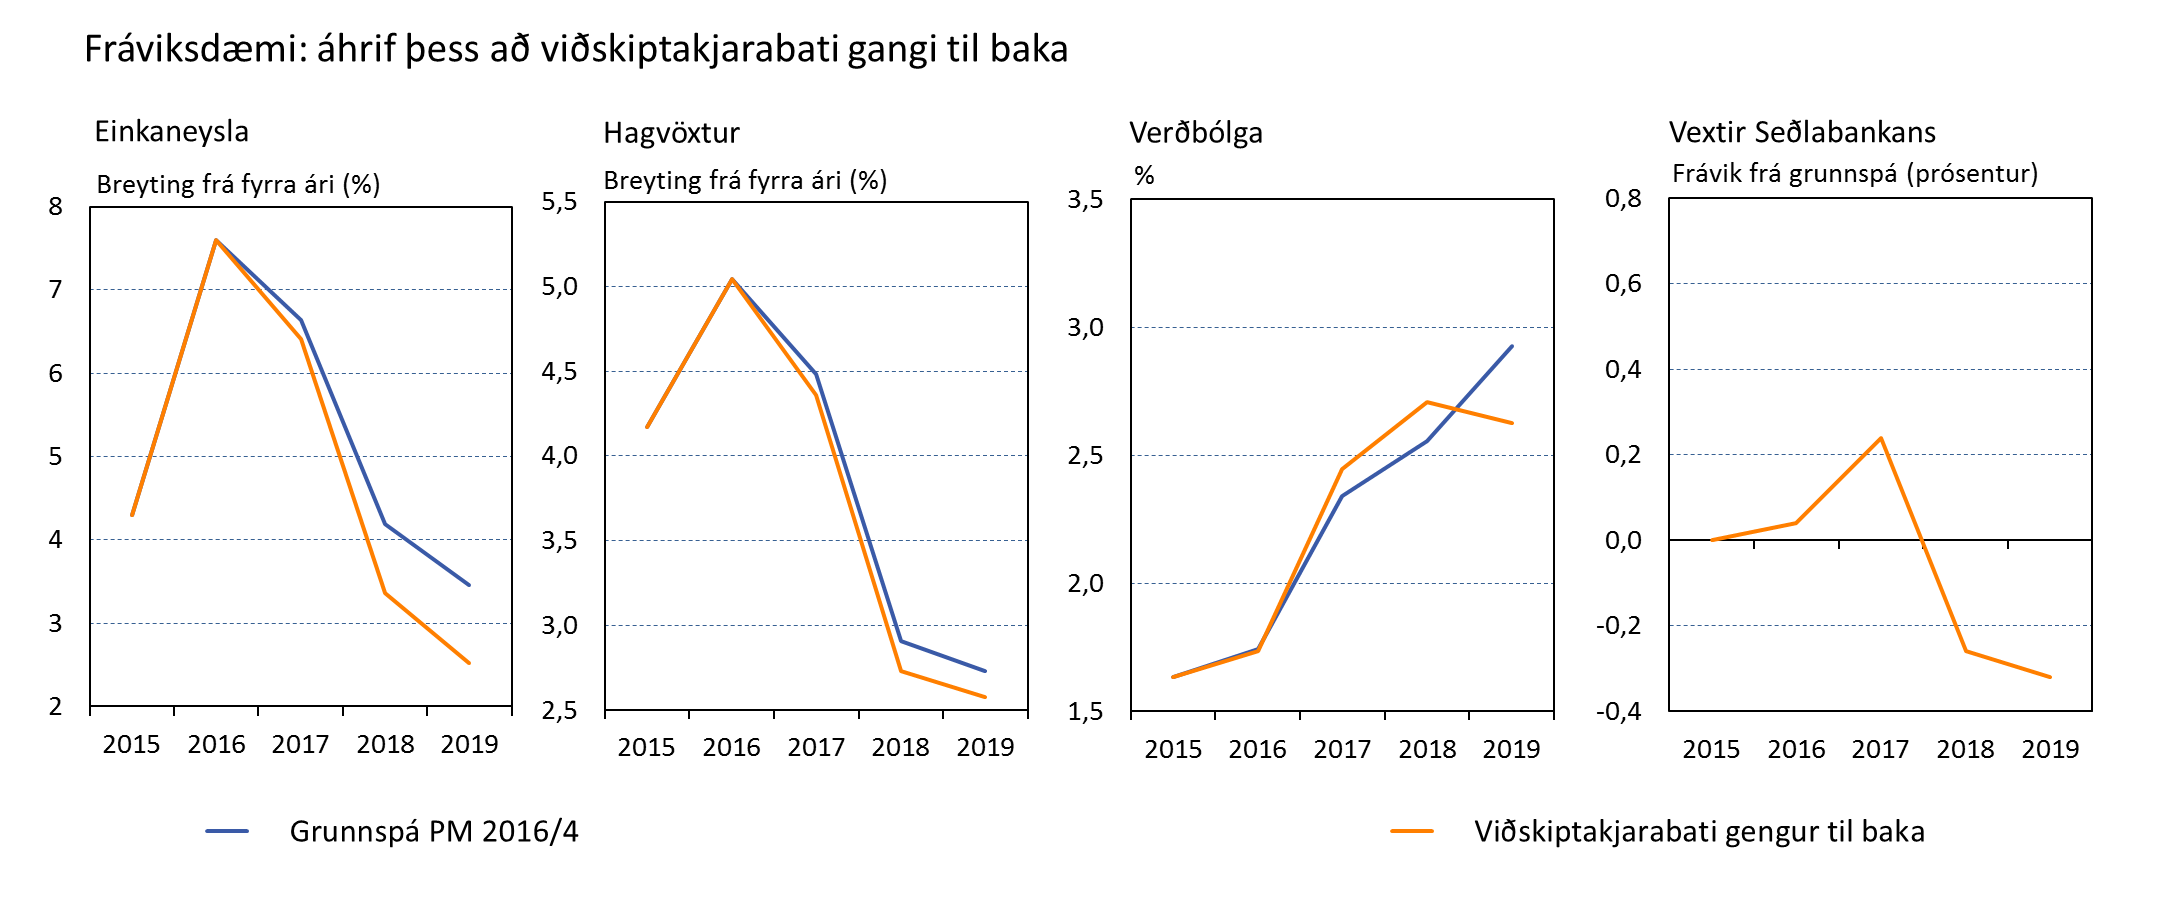 Fráviksdæmi: áhrif þess að viðskiptakjarabati gangi til baka
Einkaneysla
Breyting frá fyrra ári (%)
8
7
6
5
4
3
2
2015 2016 2017 2018 2019
Hagvöxtur
Breyting frá fyrra ári (%)
5,5
5,0
4,5
4,0
3,5
3,0
2,5
2015 2016 2017 2018 2019
Verðbólga
%
3,5
3,0
2,5
2,0
1,5
2015 2016 2017 2018 2019
Vextir Seðlabankans
Frávik frá grunnspá (prósentur)
0,8
0,6
0,4
0,2
0,0
-0,2
-0,4
2015 2016 2017 2018 2019
Grunnspá PM 2016/4
Viðskiptakjarabati gengur til baka